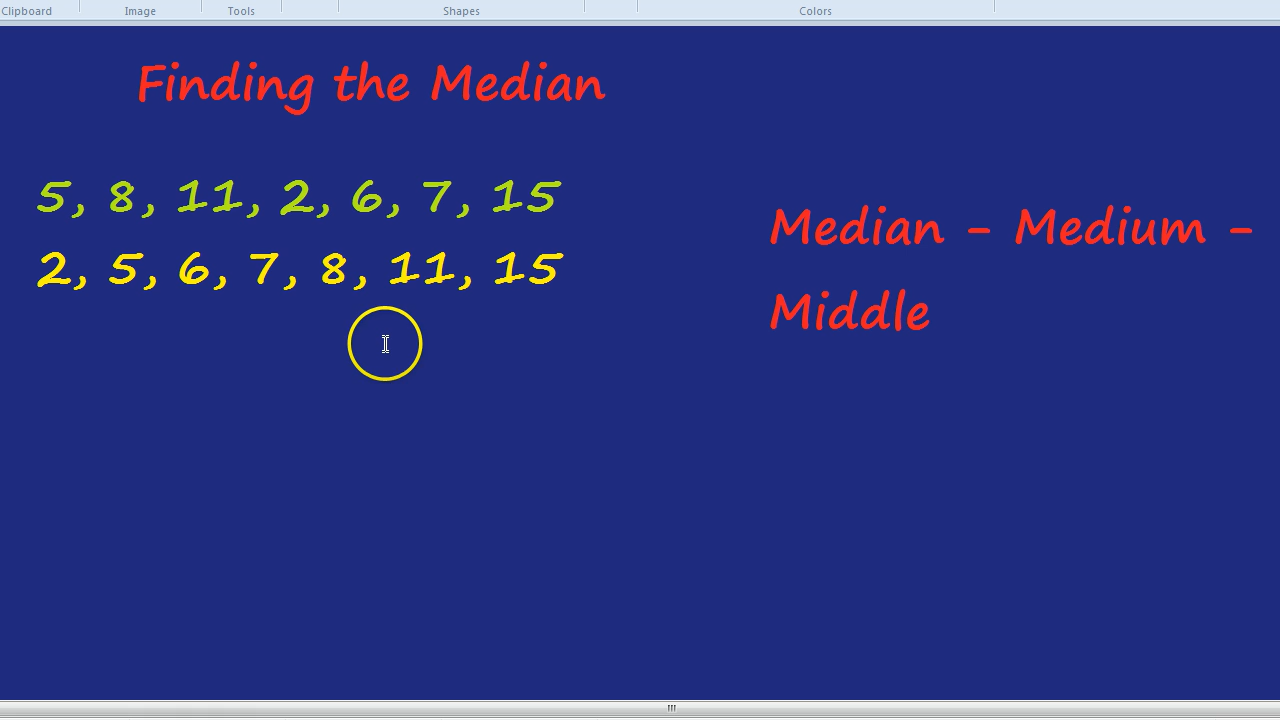 Clipboard Image Tools Shapes Colors
Finding the Median
5, 8, 11, 2, 6, 7, 15
2, 5, 6, 7, 8, 11, 15
Median - Medium -
Middle